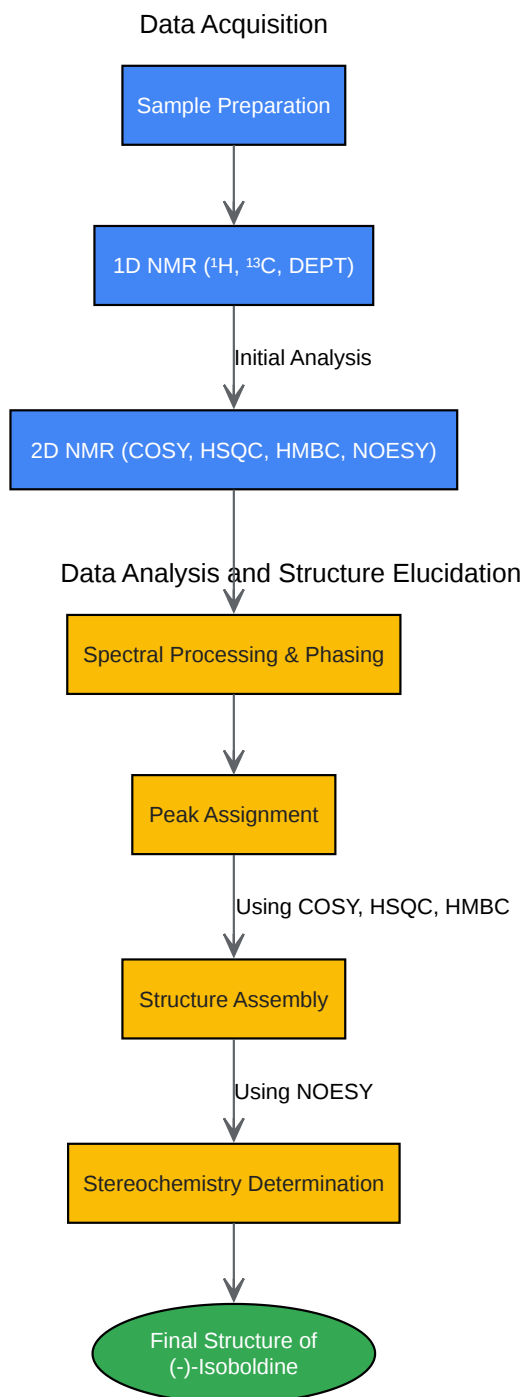 Data Acquisition
Sample Preparation
1D NMR (¹H, ¹³C, DEPT)
Initial Analysis
2D NMR (COSY, HSQC, HMBC, NOESY)
Data Analysis and Structure Elucidation
Spectral Processing & Phasing
Peak Assignment
Using COSY, HSQC, HMBC
Structure Assembly
Using NOESY
Stereochemistry Determination
Final Structure of
(-)-Isoboldine